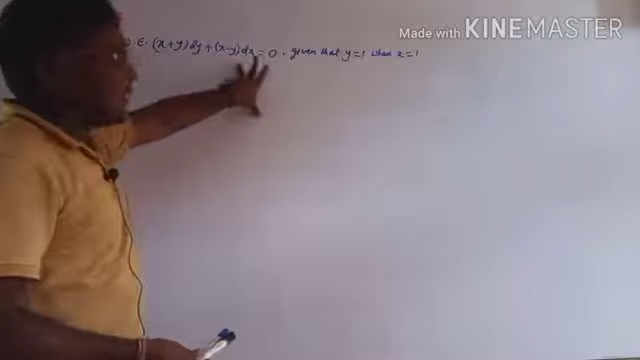 D.E. (x+y)dy+(x-y)dx=0. given that y=1 when x=1
Made with KINEMASTER